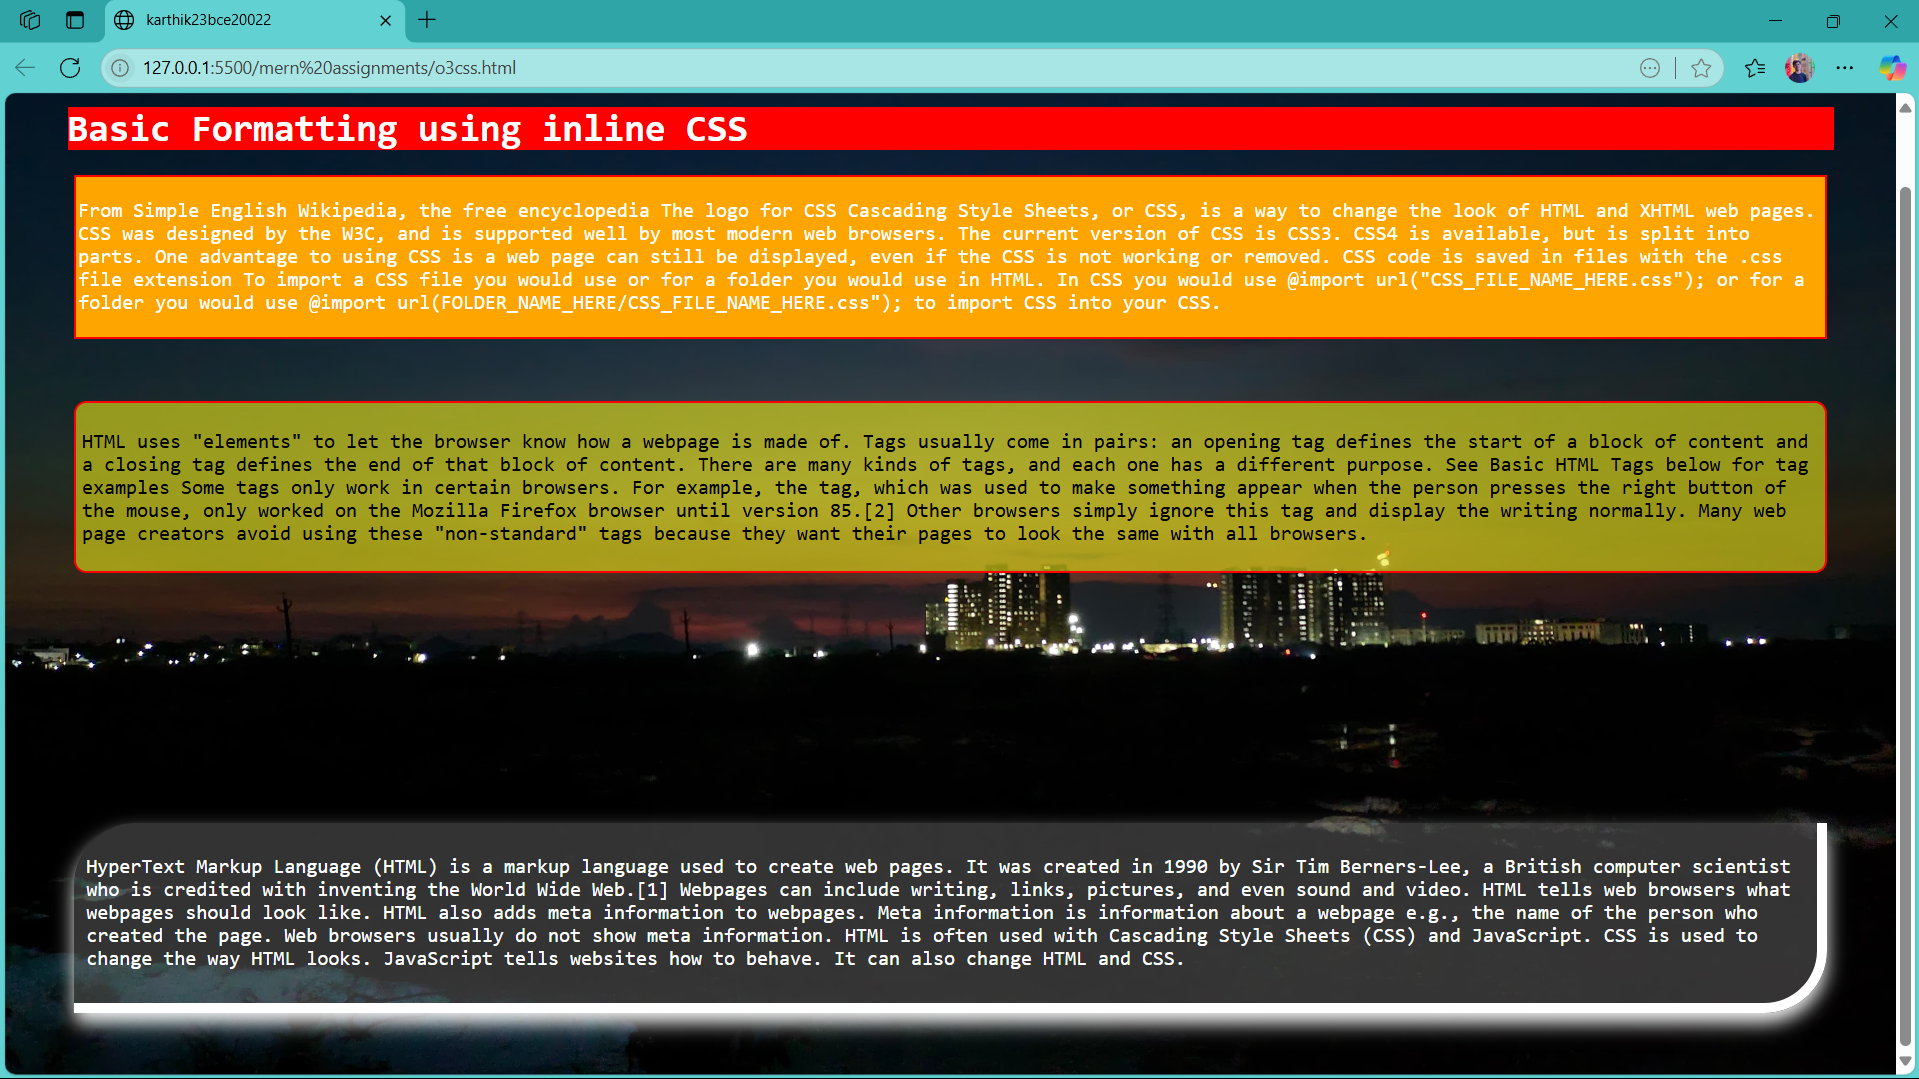 karthik23bce20022
127.0.0.1:5500/mern%20assignments/o3css.html
Basic Formatting using inline CSS
From Simple English Wikipedia, the free encyclopedia The logo for CSS Cascading Style Sheets, or CSS, is a way to change the look of HTML and XHTML web pages.
CSS was designed by the W3C, and is supported well by most modern web browsers. The current version of CSS is CSS3. CSS4 is available, but is split into
parts. One advantage to using CSS is a web page can still be displayed, even if the CSS is not working or removed. CSS code is saved in files with the .css
file extension To import a CSS file you would use or for a folder you would use in HTML. In CSS you would use @import url("CSS_FILE_NAME_HERE.css"); or for a
folder you would use @import url(FOLDER_NAME_HERE/CSS_FILE_NAME_HERE.css"); to import CSS into your CSS.
HTML uses "elements" to let the browser know how a webpage is made of. Tags usually come in pairs: an opening tag defines the start of a block of content and
a closing tag defines the end of that block of content. There are many kinds of tags, and each one has a different purpose. See Basic HTML Tags below for tag
examples Some tags only work in certain browsers. For example, the tag, which was used to make something appear when the person presses the right button of
the mouse, only worked on the Mozilla Firefox browser until version 85.[2] Other browsers simply ignore this tag and display the writing normally. Many web
page creators avoid using these "non-standard" tags because they want their pages to look the same with all browsers.
HyperText Markup Language (HTML) is a markup language used to create web pages. It was created in 1990 by Sir Tim Berners-Lee, a British computer scientist
who is credited with inventing the World Wide Web.[1] Webpages can include writing, links, pictures, and even sound and video. HTML tells web browsers what
webpages should look like. HTML also adds meta information to webpages. Meta information is information about a webpage e.g., the name of the person who
created the page. Web browsers usually do not show meta information. HTML is often used with Cascading Style Sheets (CSS) and JavaScript. CSS is used to
change the way HTML looks. JavaScript tells websites how to behave. It can also change HTML and CSS.